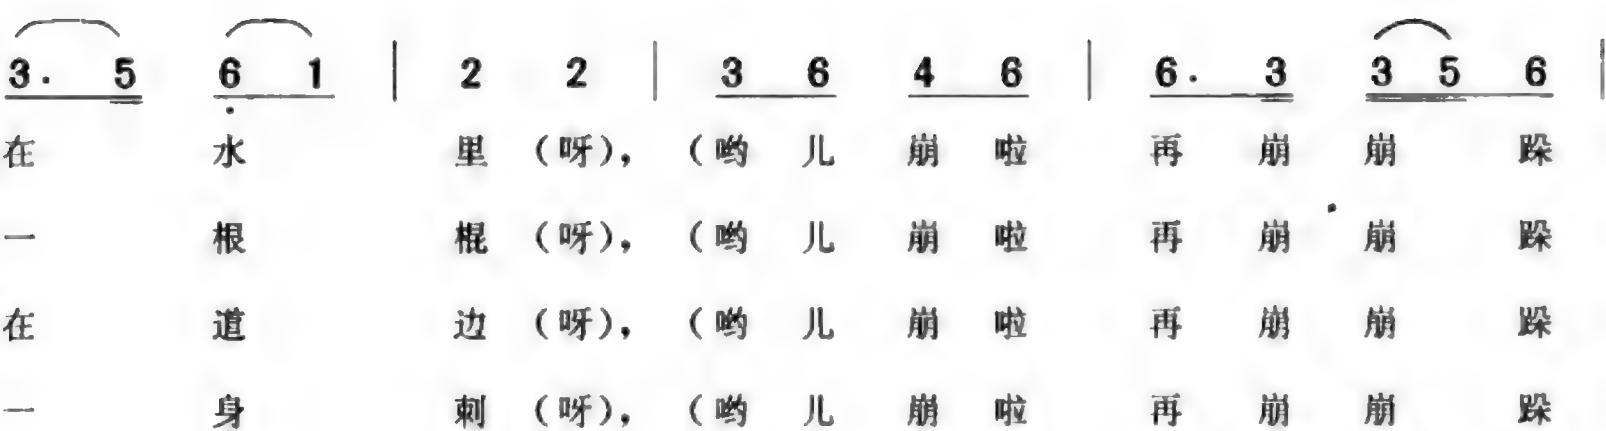 3. 5 6 1 | 2 2 | 3 6 4 6 | 6. 3 3 5 6 |
在 水 里 (呀), (哟 儿 崩 啦 再 崩 崩 跺
一 根 棍 (呀), (哟 儿 崩 啦 再 崩 崩 跺
在 道 边 (呀), (哟 儿 崩 啦 再 崩 崩 跺
一 身 刺 (呀), (哟 儿 崩 啦 再 崩 崩 跺